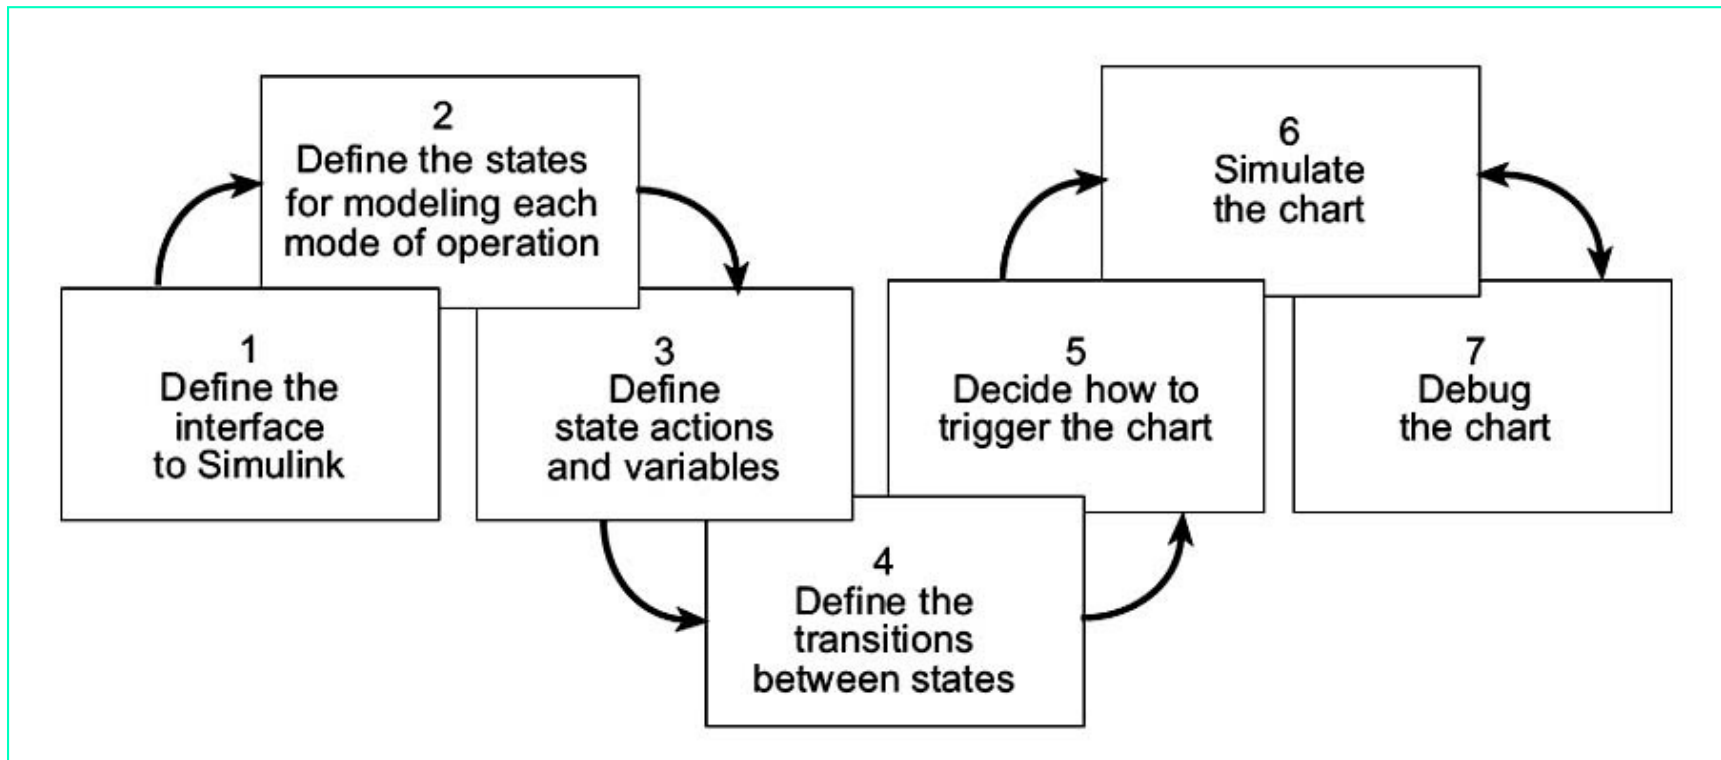 1
Define the
interface
to Simulink
2
Define the states
for modeling each
mode of operation
3
Define
state actions
and variables
4
Define the
transitions
between states
5
Decide how to
trigger the chart
6
Simulate
the chart
7
Debug
the chart